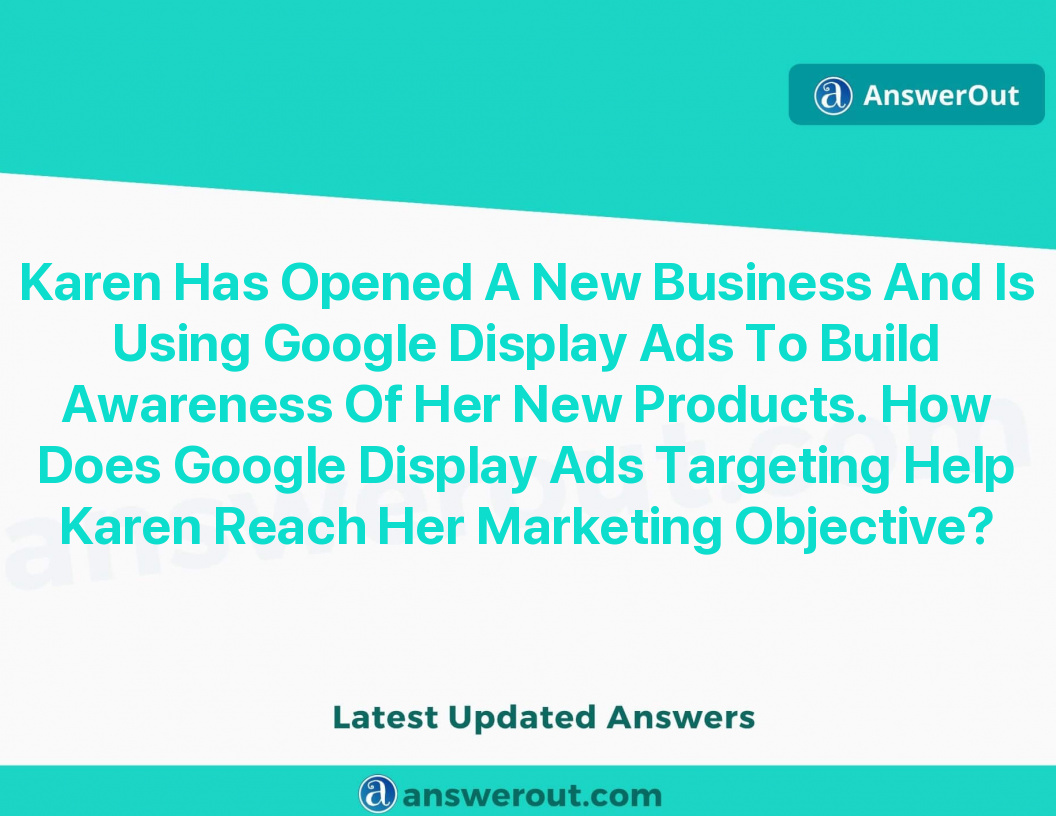 AnswerOut
Karen Has Opened A New Business And Is
Using Google Display Ads To Build
Awareness Of Her New Products. How
Does Google Display Ads Targeting Help
Karen Reach Her Marketing Objective?
answerout.com
Latest Updated Answers
answerout.com